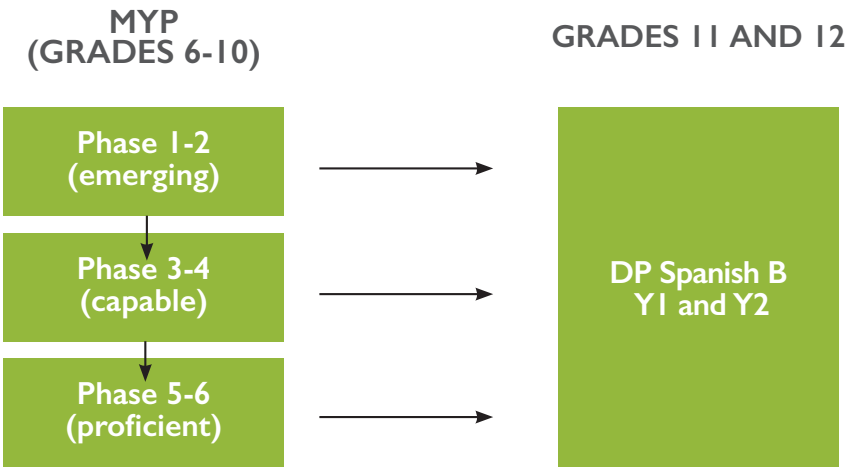 MYP
(GRADES 6-10)
GRADES 11 AND 12
Phase 1-2
(emerging)
Phase 3-4
(capable)
Phase 5-6
(proficient)
DP Spanish B
Y1 and Y2